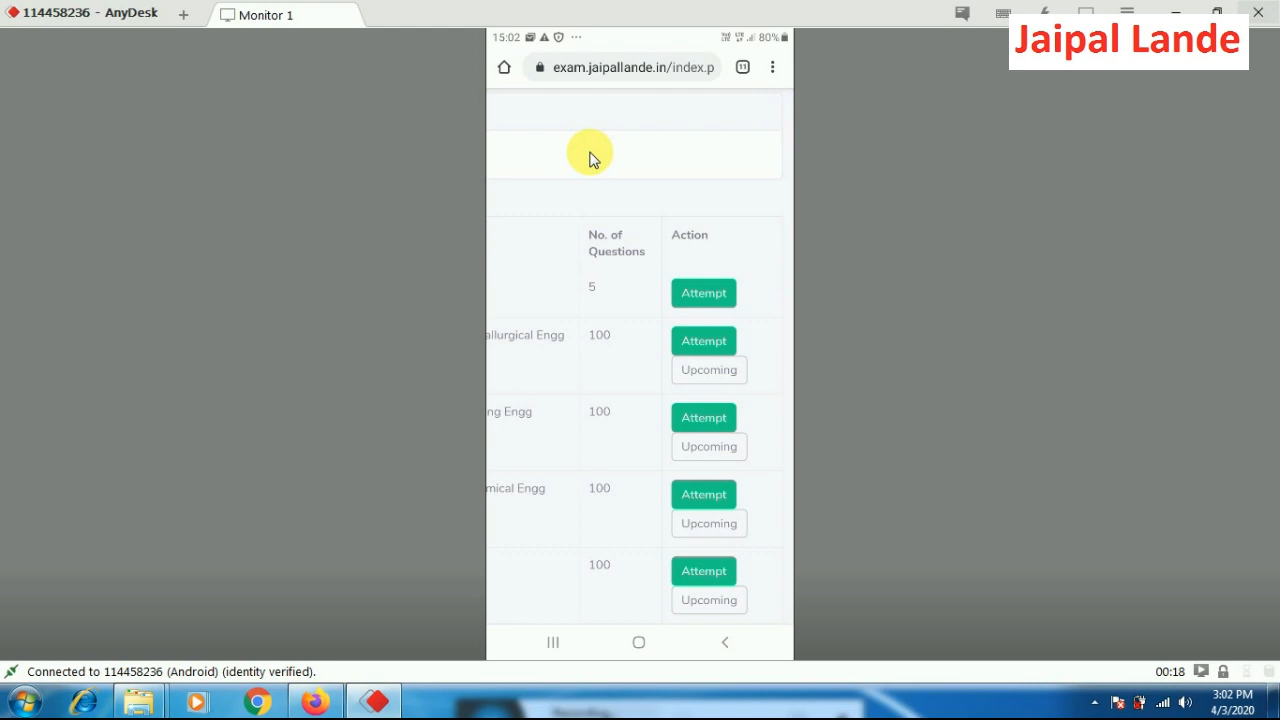 114458236 - AnyDesk
Monitor 1
Jaipal Lande
15:02
80%
exam.jaipallande.in/index.p
11
No. of
Questions
Action
5
Attempt
allurgical Engg
100
Attempt
Upcoming
ng Engg
100
Attempt
Upcoming
mical Engg
100
Attempt
Upcoming
100
Attempt
Upcoming
Connected to 114458236 (Android) (identity verified).
00:18
3:02 PM
4/3/2020